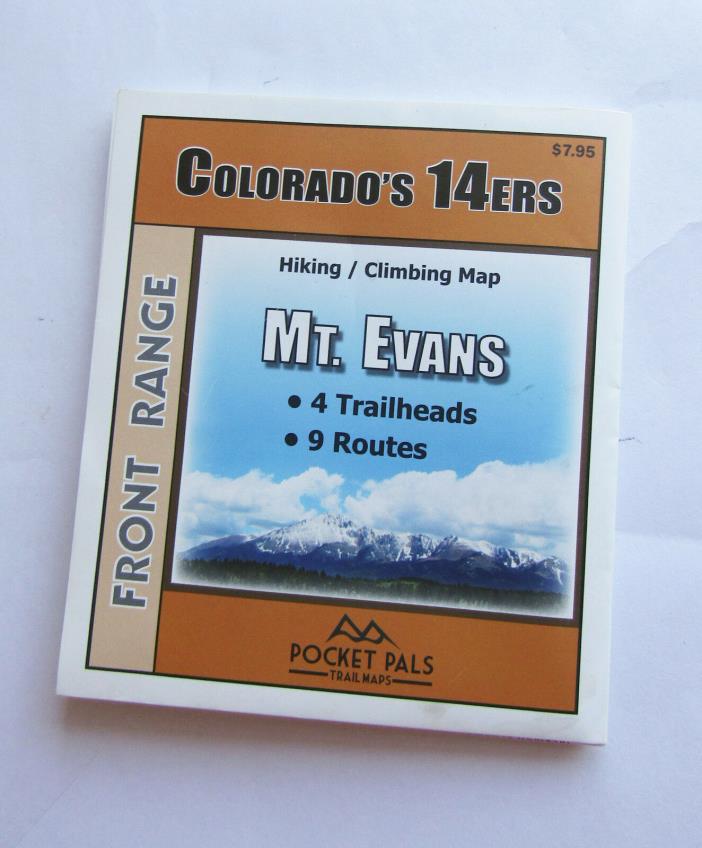 $7.95
COLORADO'S 14ERS
Hiking / Climbing Map
MT. EVANS
• 4 Trailheads
• 9 Routes
FRONT RANGE
POCKET PALS
TRAIL MAPS